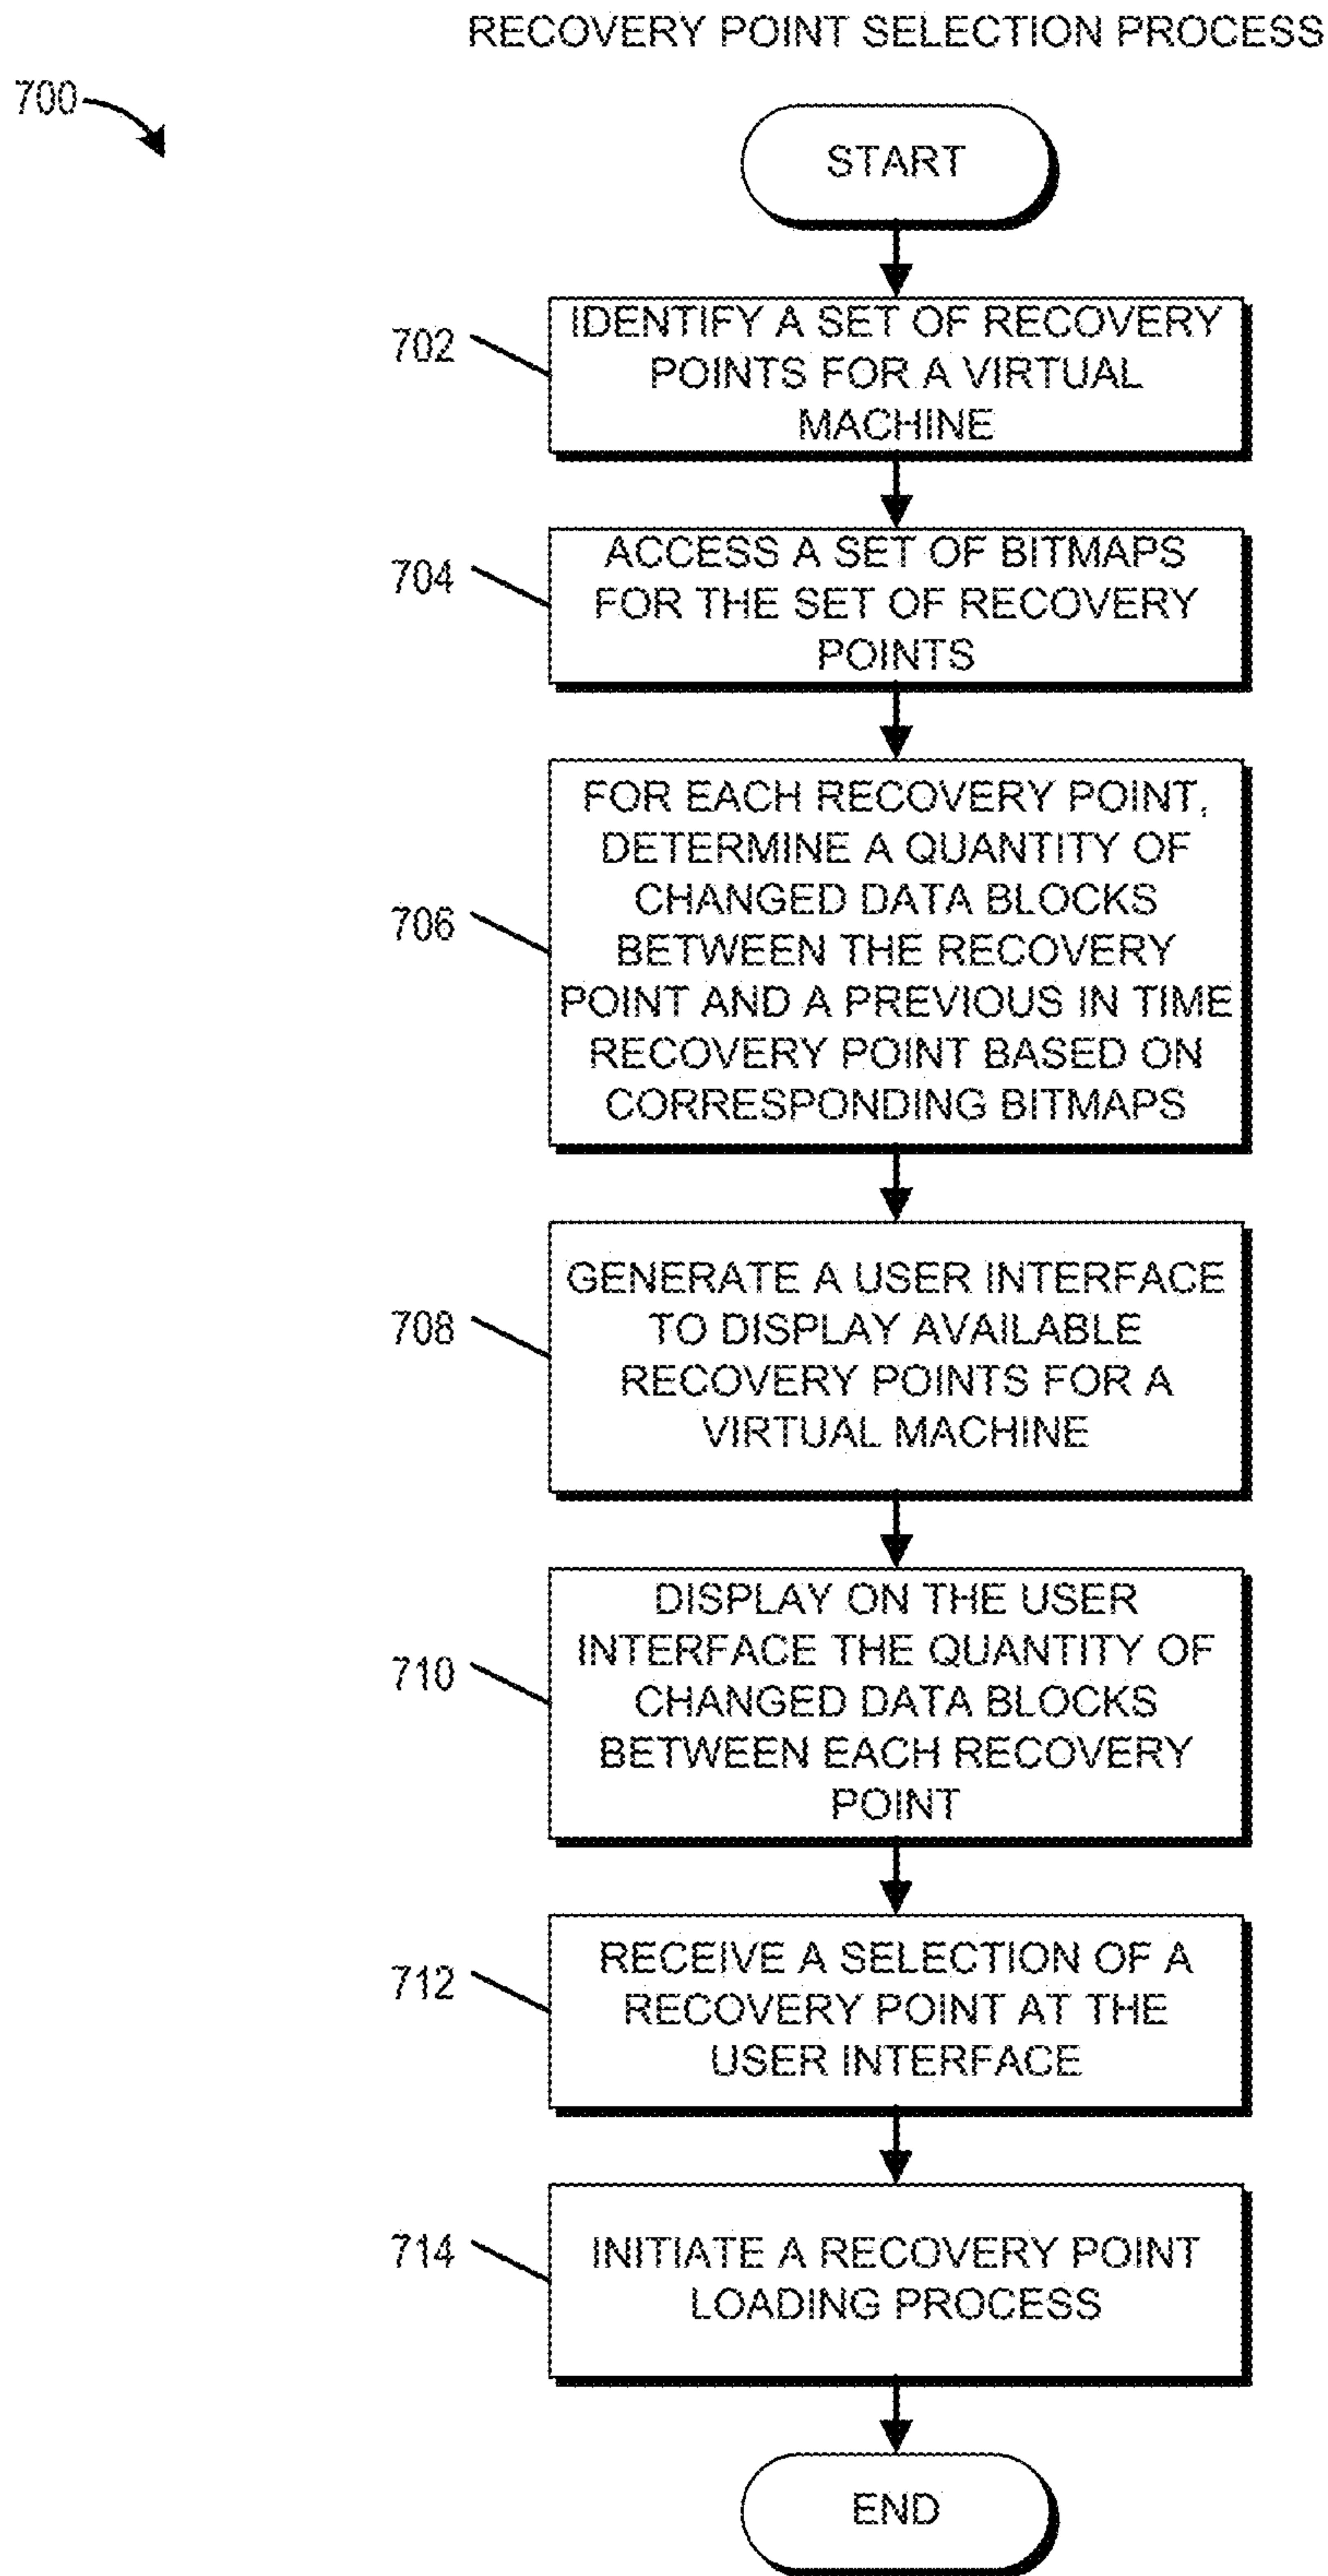 RECOVERY POINT SELECTION PROCESS
700
START
702
IDENTIFY A SET OF RECOVERY
POINTS FOR A VIRTUAL
MACHINE
704
ACCESS A SET OF BITMAPS
FOR THE SET OF RECOVERY
POINTS
706
FOR EACH RECOVERY POINT,
DETERMINE A QUANTITY OF
CHANGED DATA BLOCKS
BETWEEN THE RECOVERY
POINT AND A PREVIOUS IN TIME
RECOVERY POINT BASED ON
CORRESPONDING BITMAPS
708
GENERATE A USER INTERFACE
TO DISPLAY AVAILABLE
RECOVERY POINTS FOR A
VIRTUAL MACHINE
710
DISPLAY ON THE USER
INTERFACE THE QUANTITY OF
CHANGED DATA BLOCKS
BETWEEN EACH RECOVERY
POINT
712
RECEIVE A SELECTION OF A
RECOVERY POINT AT THE
USER INTERFACE
714
INITIATE A RECOVERY POINT
LOADING PROCESS
END